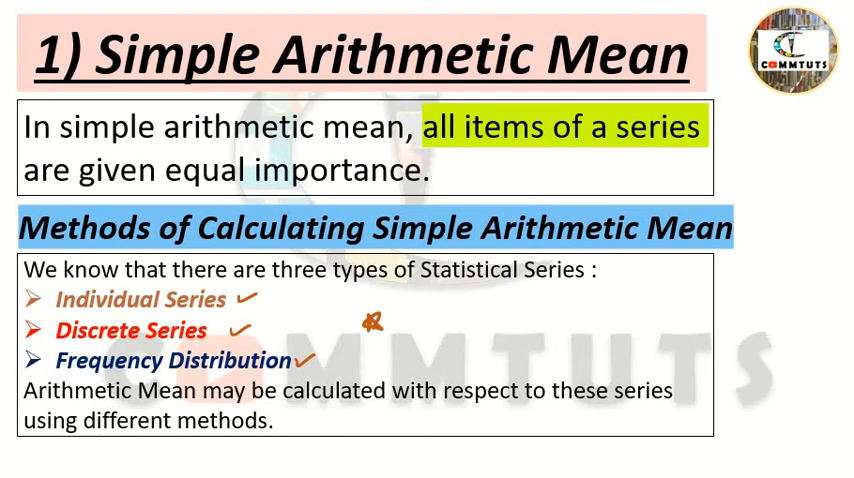 1) Simple Arithmetic Mean
COMMTUTS
In simple arithmetic mean, all items of a series
are given equal importance.
Methods of Calculating Simple Arithmetic Mean
We know that there are three types of Statistical Series :
Individual Series
Discrete Series
Frequency Distribution
COMMTUTS
Arithmetic Mean may be calculated with respect to these series
using different methods.